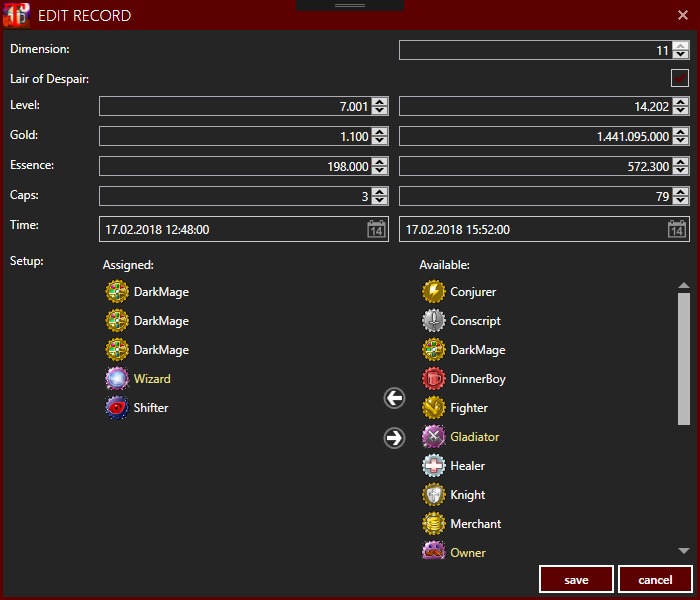 EDIT RECORD
Dimension: 11
Lair of Despair:
Level: 7.001 14.202
Gold: 1.100 1.441.095.000
Essence: 198.000 572.300
Caps: 3 79
Time: 17.02.2018 12:48:00 14 17.02.2018 15:52:00 14
Setup: Assigned: Available:
DarkMage Conjurer
DarkMage Conscript
DarkMage DarkMage
Wizard DinnerBoy
Shifter Fighter
Gladiator
Healer
Knight
Merchant
Owner
save cancel